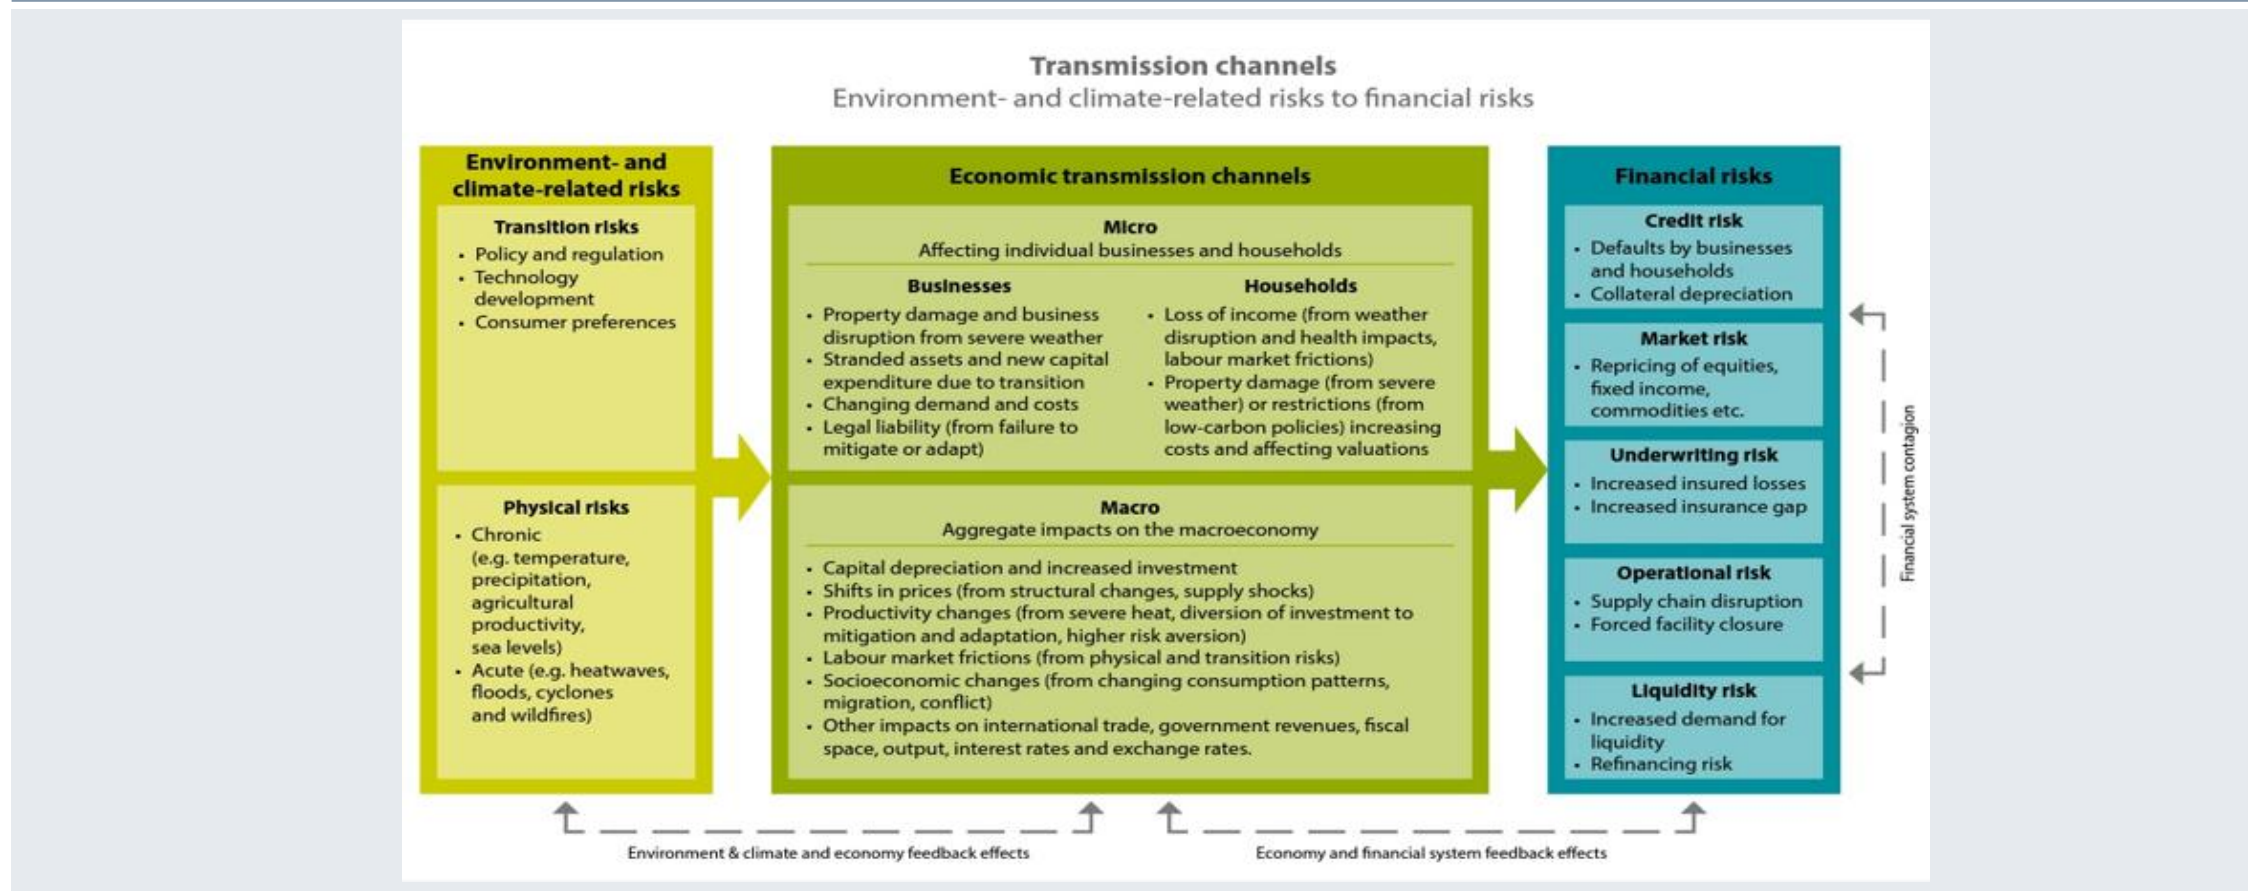 Transmission channels
Environment- and climate-related risks to financial risks
Environment- and
climate-related risks
Transition risks
• Policy and regulation
• Technology
development
• Consumer preferences
Physical risks
• Chronic
(e.g. temperature,
precipitation,
agricultural
productivity,
sea levels)
• Acute (e.g. heatwaves,
floods, cyclones
and wildfires)
Economic transmission channels
Micro
Affecting individual businesses and households
Businesses
• Property damage and business
disruption from severe weather
• Stranded assets and new capital
expenditure due to transition
• Changing demand and costs
• Legal liability (from failure to
mitigate or adapt)
Households
• Loss of income (from weather
disruption and health impacts,
labour market frictions)
• Property damage (from severe
weather) or restrictions (from
low-carbon policies) increasing
costs and affecting valuations
Macro
Aggregate impacts on the macroeconomy
• Capital depreciation and increased investment
• Shifts in prices (from structural changes, supply shocks)
• Productivity changes (from severe heat, diversion of investment to
mitigation and adaptation, higher risk aversion)
• Labour market frictions (from physical and transition risks)
• Socioeconomic changes (from changing consumption patterns,
migration, conflict)
• Other impacts on international trade, government revenues, fiscal
space, output, interest rates and exchange rates.
Financial risks
Credit risk
• Defaults by businesses
and households
• Collateral depreciation
Market risk
• Repricing of equities,
fixed income,
commodities etc.
Underwriting risk
• Increased insured losses
• Increased insurance gap
Operational risk
• Supply chain disruption
• Forced facility closure
Liquidity risk
• Increased demand for
liquidity
• Refinancing risk
Financial system contagion
Environment & climate and economy feedback effects
Economy and financial system feedback effects